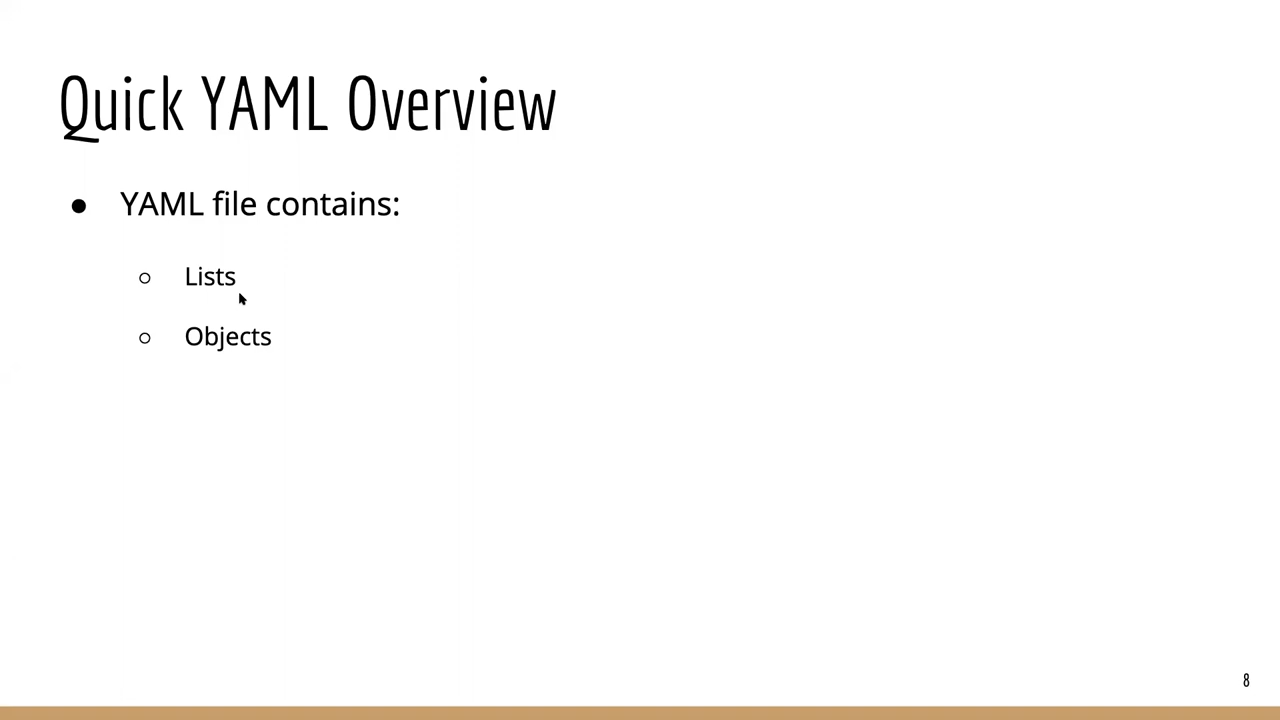 Quick YAML Overview
● YAML file contains:
○ Lists
○ Objects
8